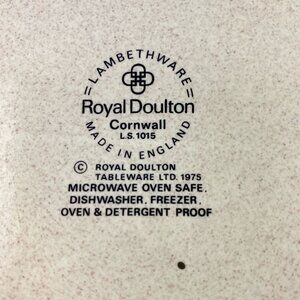 =LAMBETHWARE=
Royal Doulton
Cornwall
L.S. 1015
MADE IN ENGLAND
© ROYAL DOULTON
TABLEWARE LTD. 1975
MICROWAVE OVEN SAFE.
DISHWASHER. FREEZER.
OVEN & DETERGENT PROOF